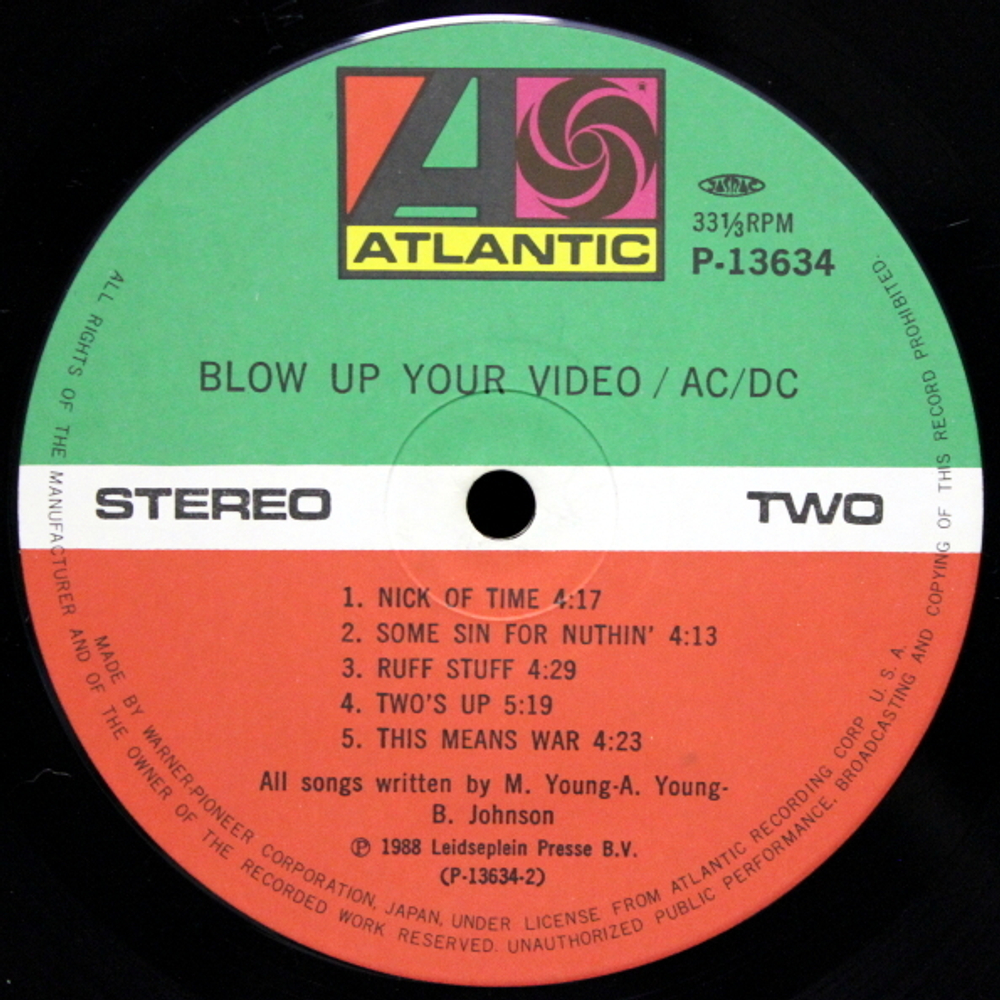 ATLANTIC
JASRAC
33⅓RPM
P-13634
BLOW UP YOUR VIDEO / AC/DC
STEREO
TWO
1. NICK OF TIME 4:17
2. SOME SIN FOR NUTHIN' 4:13
3. RUFF STUFF 4:29
4. TWO'S UP 5:19
5. THIS MEANS WAR 4:23
All songs written by M. Young-A. Young-
B. Johnson
Ⓟ 1988 Leidseplein Presse B.V.
(P-13634-2)
MADE BY WARNER-PIONEER CORPORATION, JAPAN, UNDER LICENSE FROM ATLANTIC RECORDING CORP. U. S. A.
ALL RIGHTS OF THE MANUFACTURER AND OF THE OWNER OF THE RECORDED WORK RESERVED. UNAUTHORIZED PUBLIC PERFORMANCE, BROADCASTING AND COPYING OF THIS RECORD PROHIBITED.